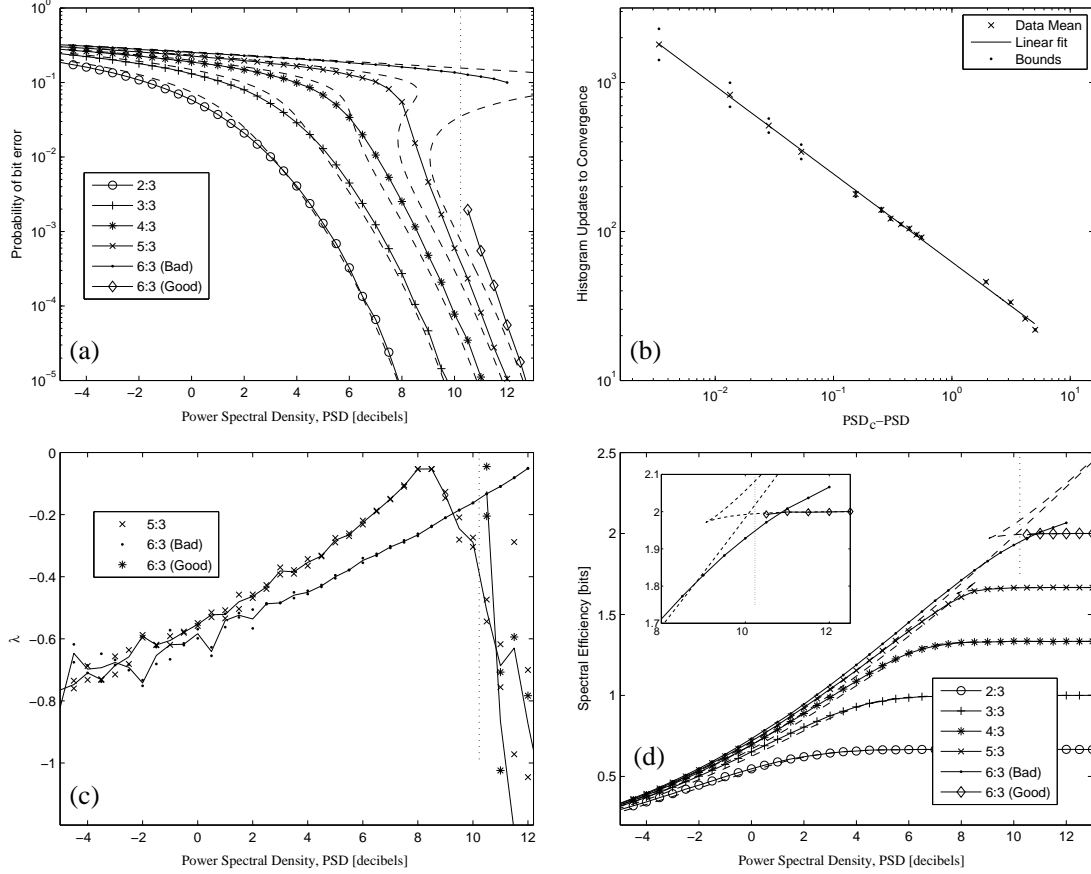 10^0
10^-1
10^-2
10^-3
10^-4
10^-5
Probability of bit error
2:3
3:3
4:3
5:3
6:3 (Bad)
6:3 (Good)
(a)
−4 −2 0 2 4 6 8 10 12
Power Spectral Density, PSD [decibels]
10^3
10^2
10^1
Histogram Updates to Convergence
Data Mean
Linear fit
Bounds
(b)
10^-2 10^-1 10^0 10^1
PSD_c−PSD
0
−0.2
−0.4
−0.6
−0.8
−1
λ
5:3
6:3 (Bad)
6:3 (Good)
(c)
−4 −2 0 2 4 6 8 10 12
Power Spectral Density, PSD [decibels]
2.5
2
1.5
1
0.5
Spectral Efficiency [bits]
2.1
2
1.9
1.8
1.7
8 10 12
2:3
3:3
4:3
5:3
6:3 (Bad)
6:3 (Good)
(d)
−4 −2 0 2 4 6 8 10 12
Power Spectral Density, PSD [decibels]